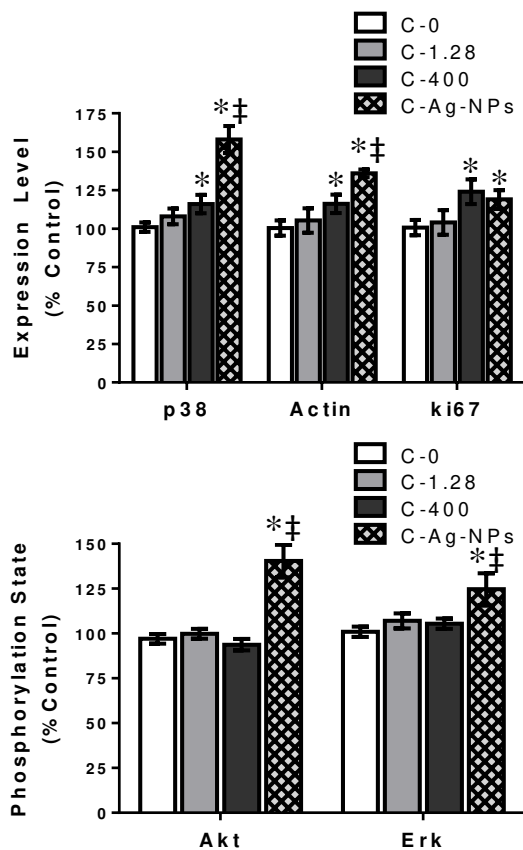 C-0
C-1.28
C-400
C-Ag-NPs
Expression Level
(% Control)
175
150
125
100
75
50
25
0
*‡
*
*‡
*
*
*
p38 Actin ki67
C-0
C-1.28
C-400
C-Ag-NPs
Phosphorylation State
(% Control)
150
125
100
75
50
25
0
*‡
*‡
Akt Erk